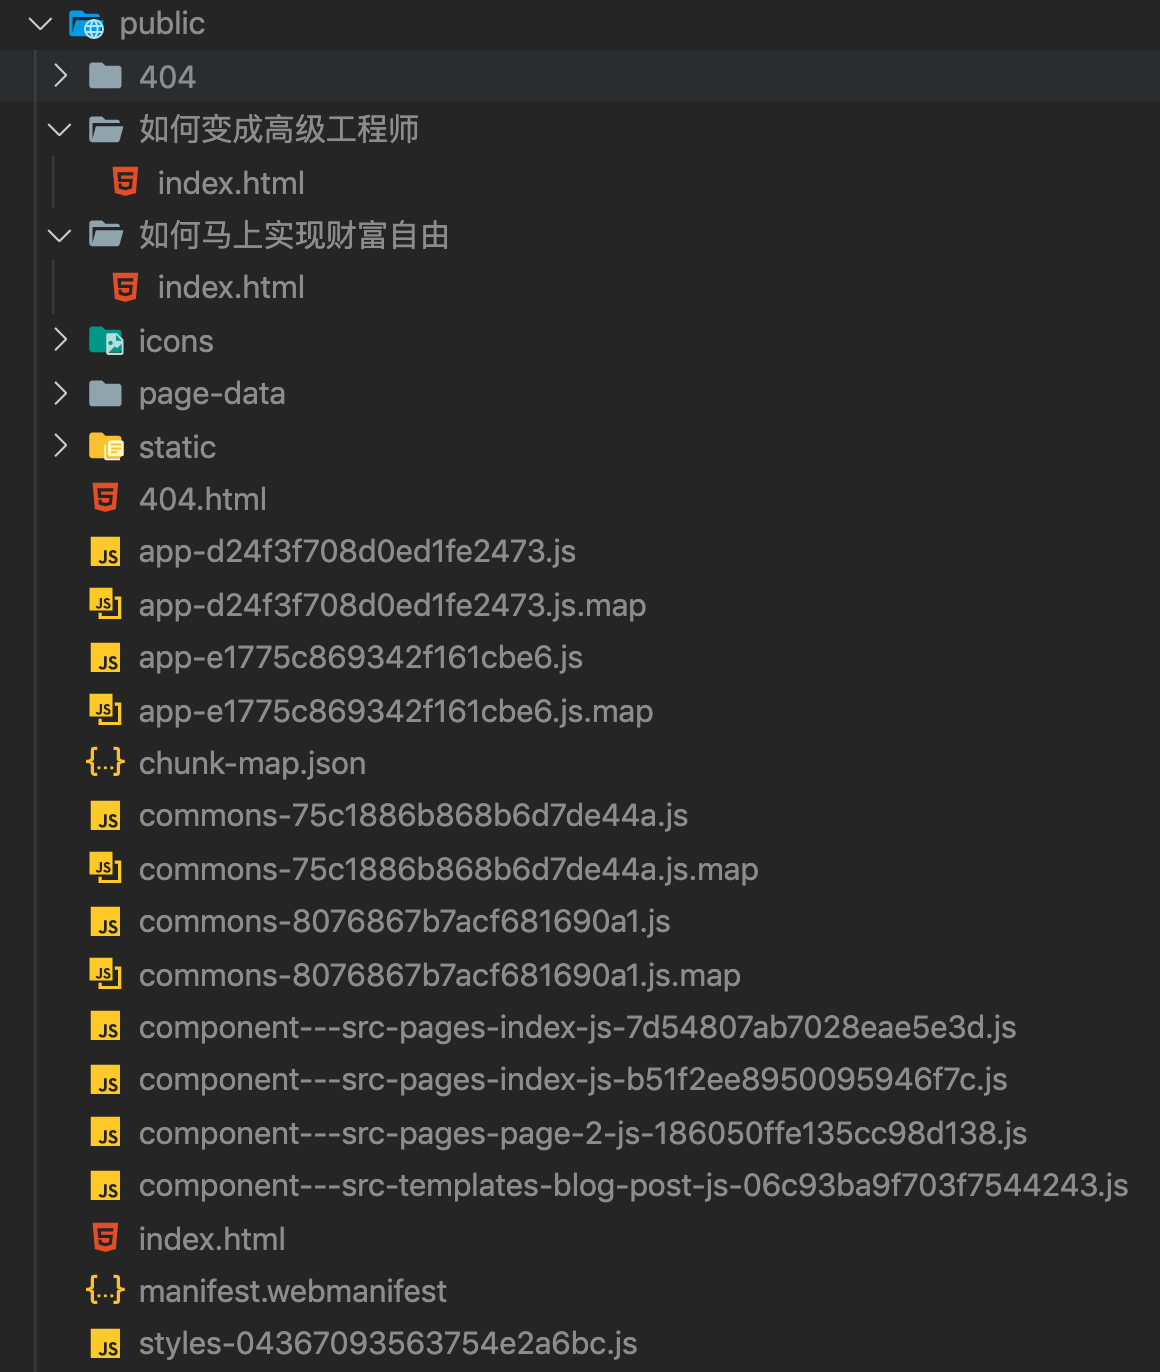 public
404
如何变成高级工程师
index.html
如何马上实现财富自由
index.html
icons
page-data
static
404.html
app-d24f3f708d0ed1fe2473.js
app-d24f3f708d0ed1fe2473.js.map
app-e1775c869342f161cbe6.js
app-e1775c869342f161cbe6.js.map
chunk-map.json
commons-75c1886b868b6d7de44a.js
commons-75c1886b868b6d7de44a.js.map
commons-8076867b7acf681690a1.js
commons-8076867b7acf681690a1.js.map
component---src-pages-index-js-7d54807ab7028eae5e3d.js
component---src-pages-index-js-b51f2ee8950095946f7c.js
component---src-pages-page-2-js-186050ffe135cc98d138.js
component---src-templates-blog-post-js-06c93ba9f703f7544243.js
index.html
manifest.webmanifest
styles-04367093563754e2a6bc.js